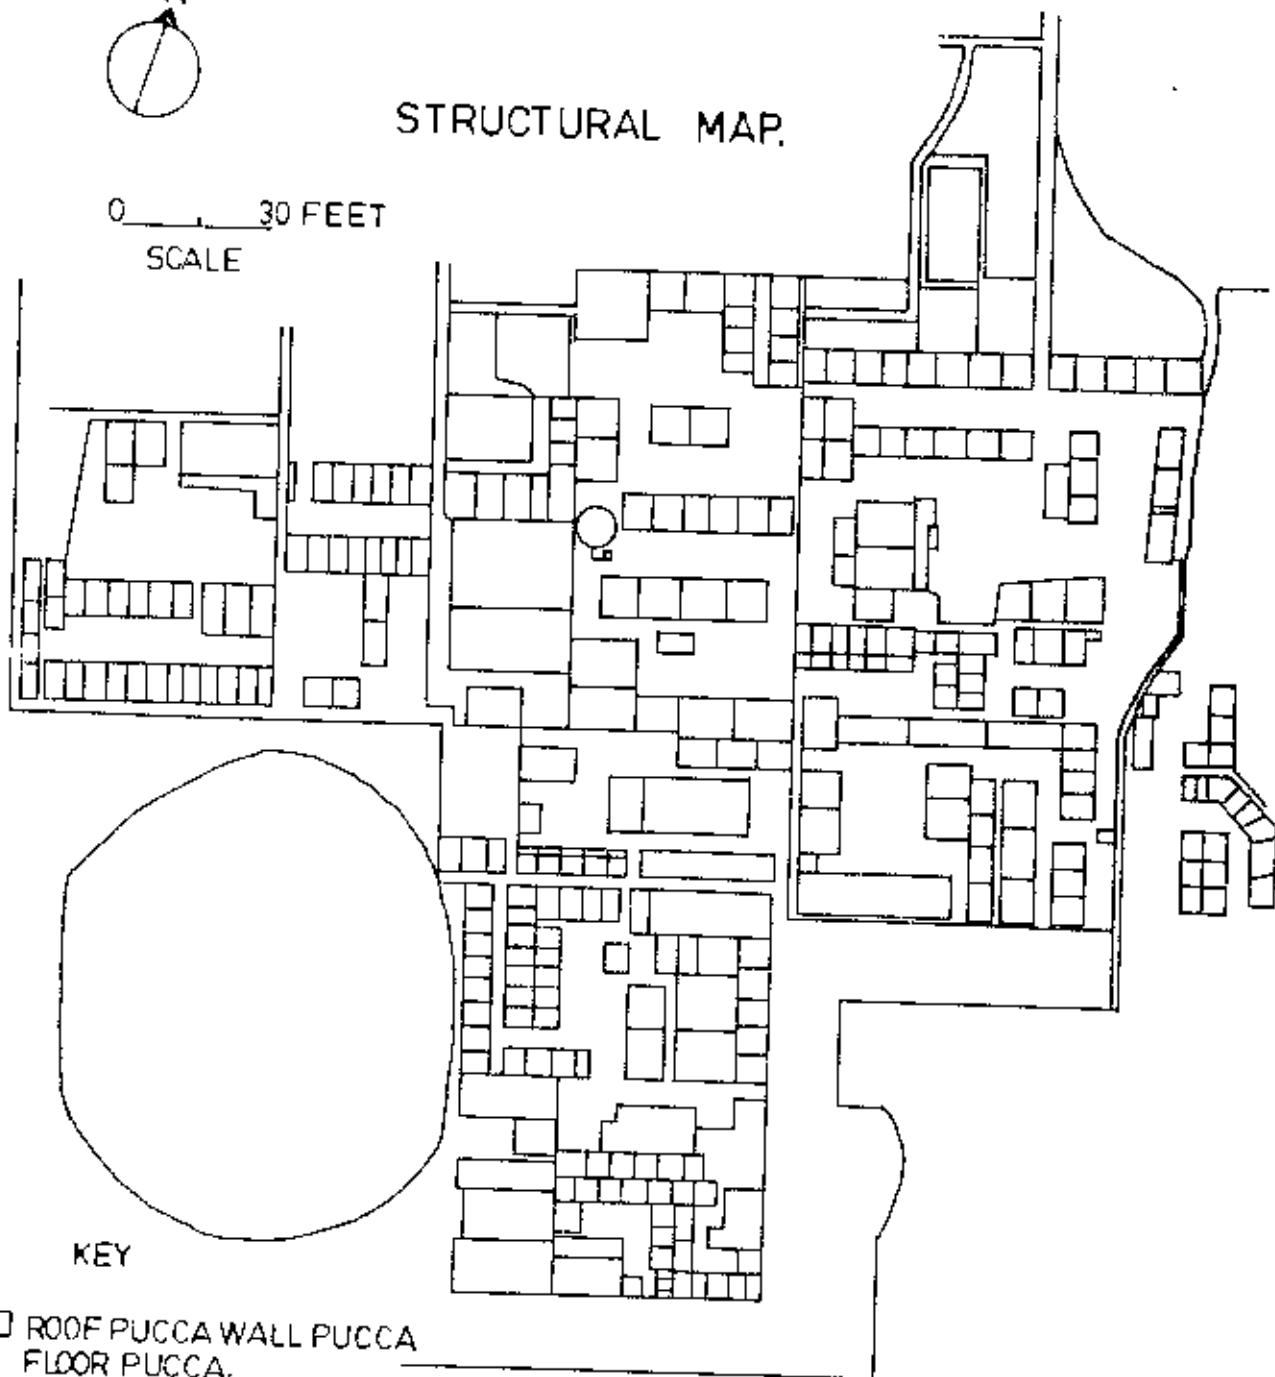 STRUCTURAL MAP.
0 30 FEET
SCALE
KEY
ROOF PUCCA WALL PUCCA
FLOOR PUCCA.